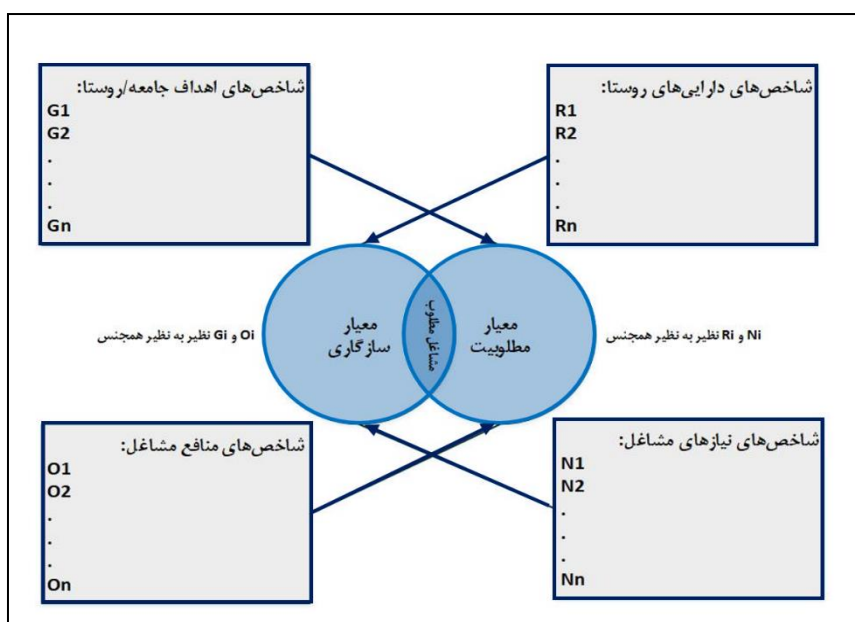 شاخص‌های دارایی‌های روستا:
R1
R2
.
.
.
Rn
شاخص‌های اهداف جامعه/روستا:
G1
G2
.
.
.
Gn
Ni و Ri نظیر به نظیر همجنس
معیار
مطلوبیت
مشاغل مطلوب
معیار
سازگاری
Oi و Gi نظیر به نظیر همجنس
شاخص‌های نیازهای مشاغل:
N1
N2
.
.
.
Nn
شاخص‌های منافع مشاغل:
O1
O2
.
.
.
On